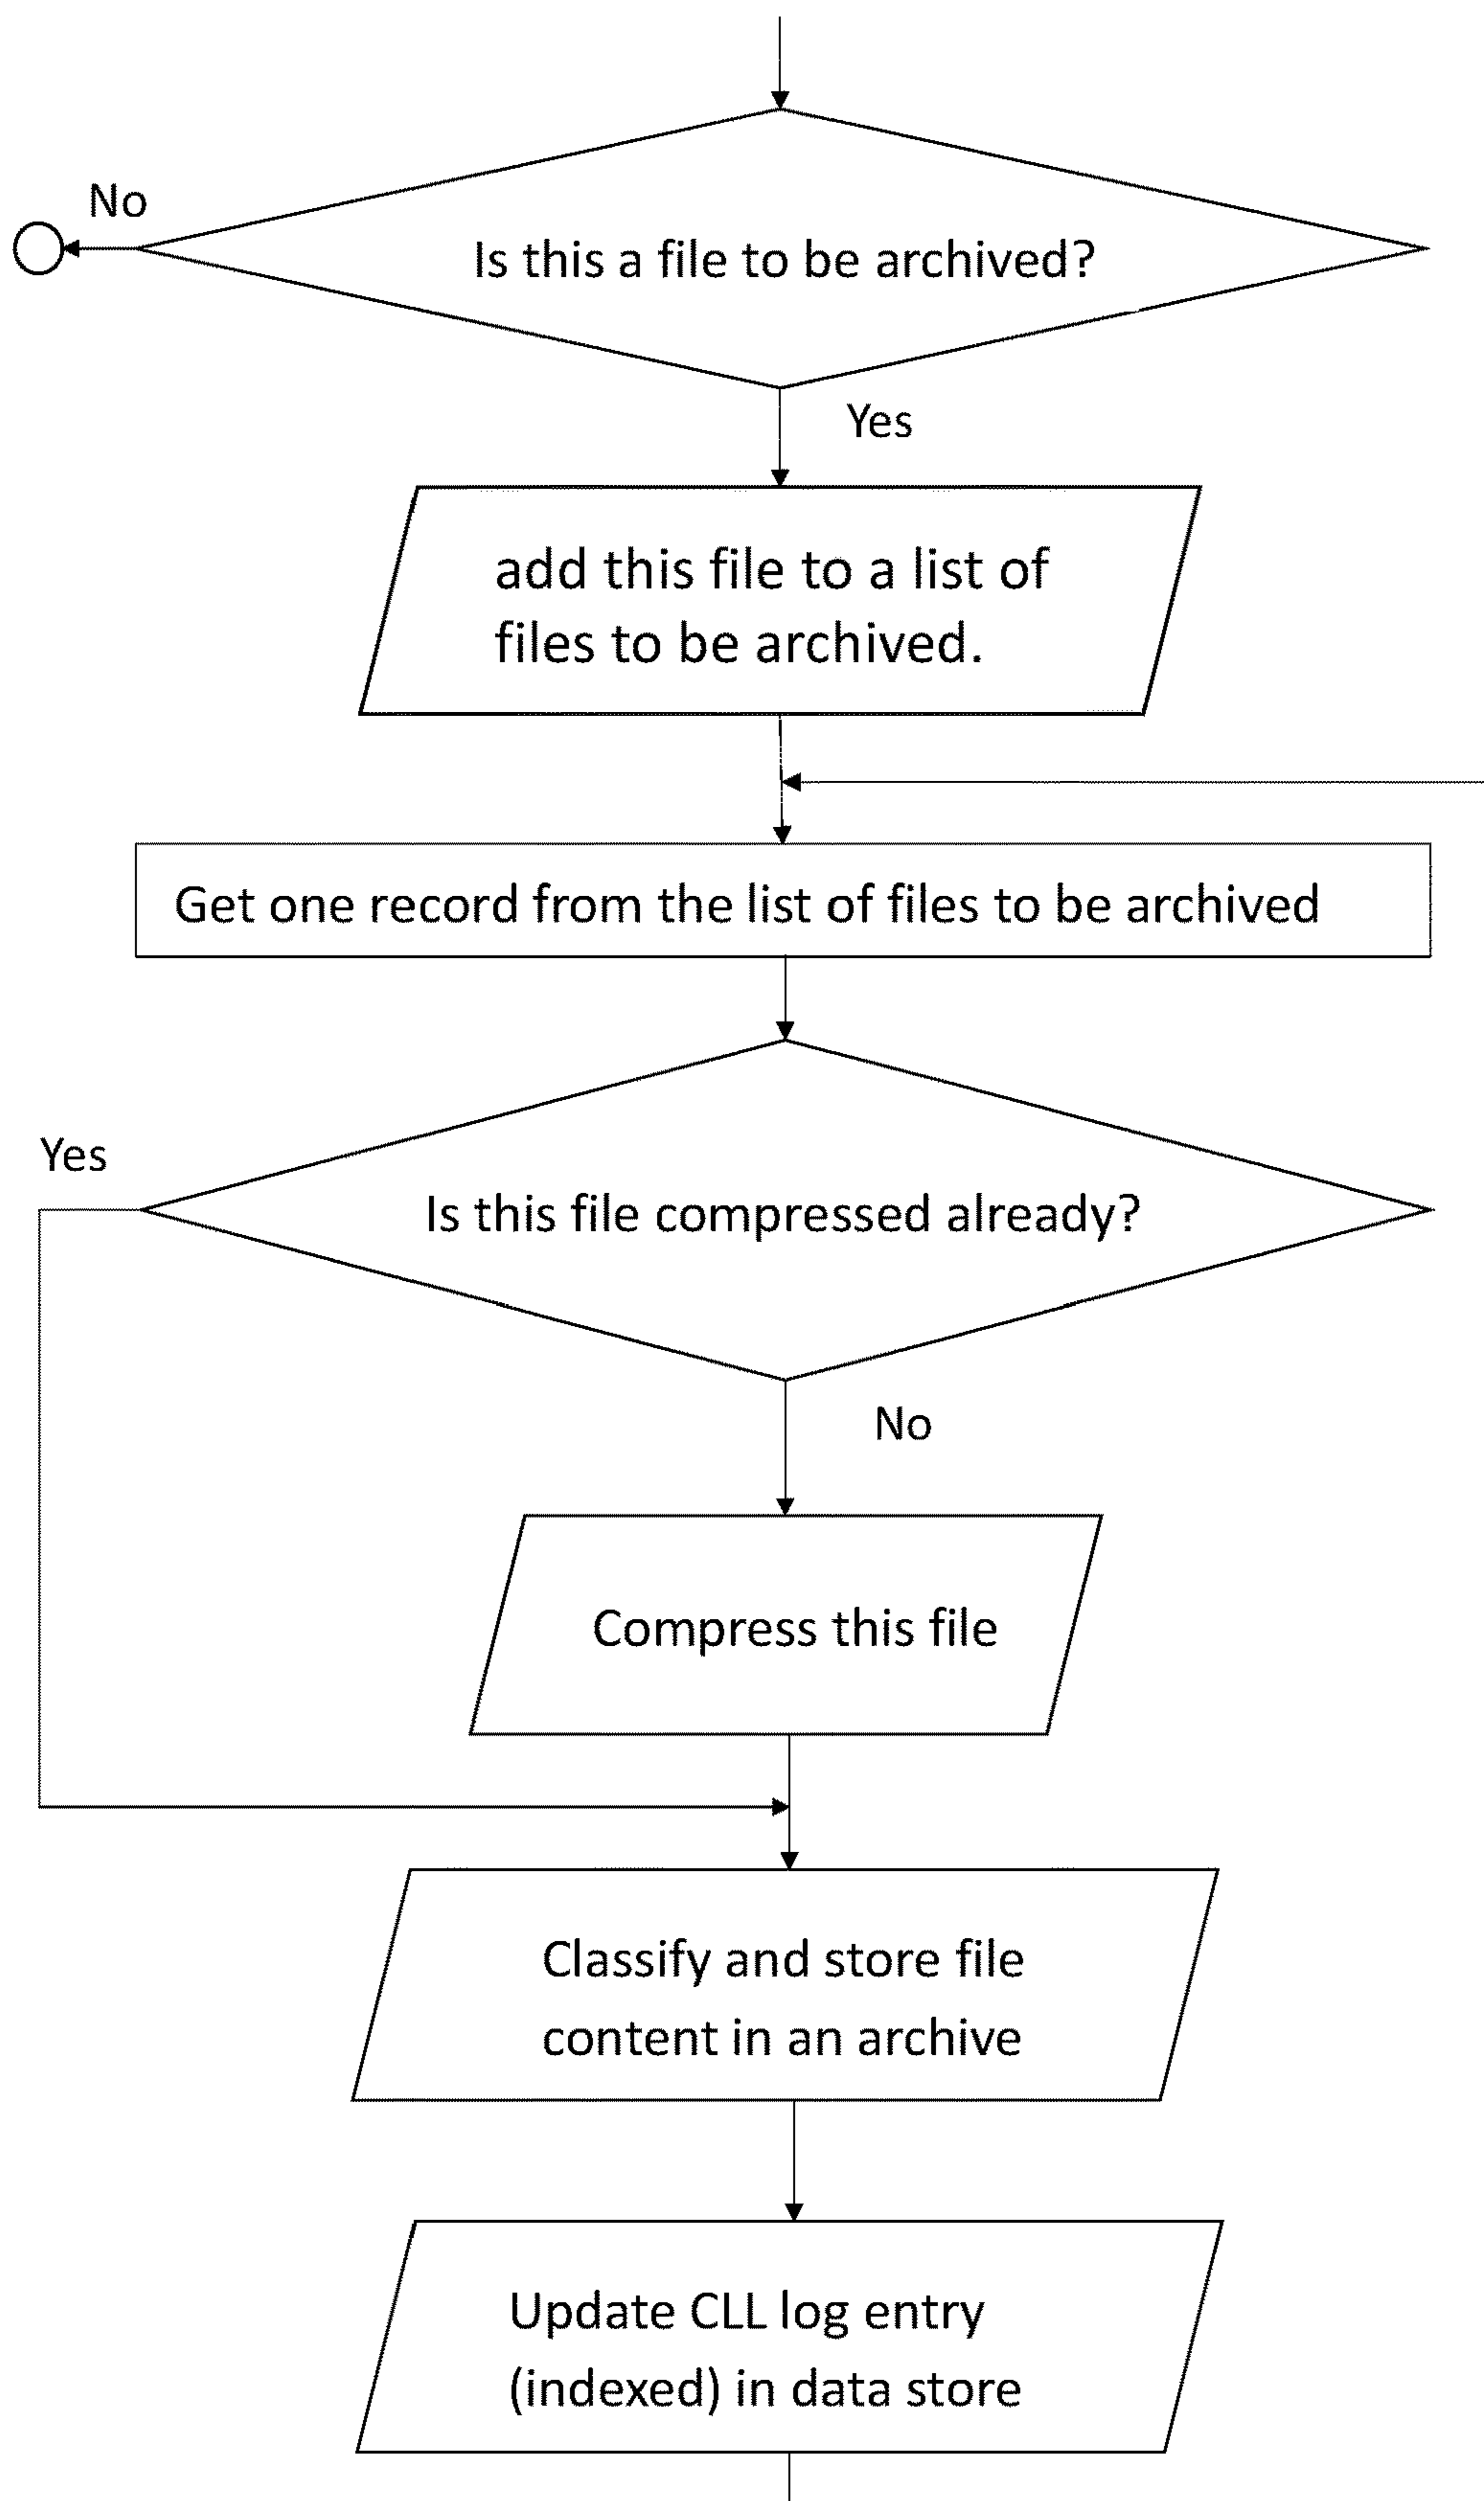 No
Is this a file to be archived?
Yes
add this file to a list of
files to be archived.
Get one record from the list of files to be archived
Yes
Is this file compressed already?
No
Compress this file
Classify and store file
content in an archive
Update CLL log entry
(indexed) in data store